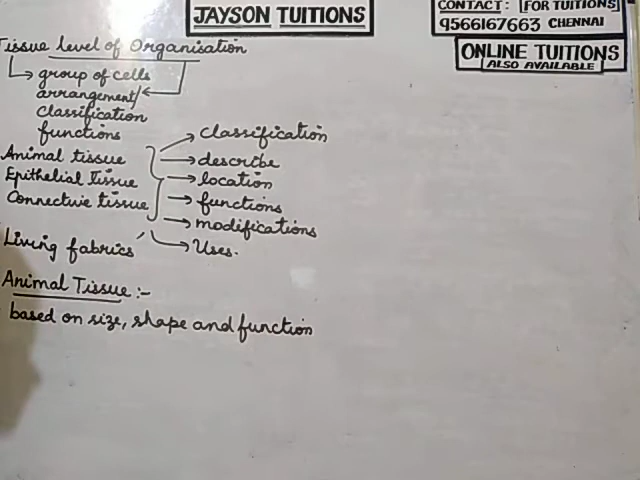 JAYSON TUITIONS
CONTACT: FOR TUITIONS
9566167663 CHENNAI
ONLINE TUITIONS
ALSO AVAILABLE
Tissue level of Organisation
group of cells
arrangement/
classification
functions
Animal tissue
Epithelial tissue
Connective tissue
classification
describe
location
functions
modifications
Uses.
Living fabrics
Animal Tissue:-
based on size, shape and function